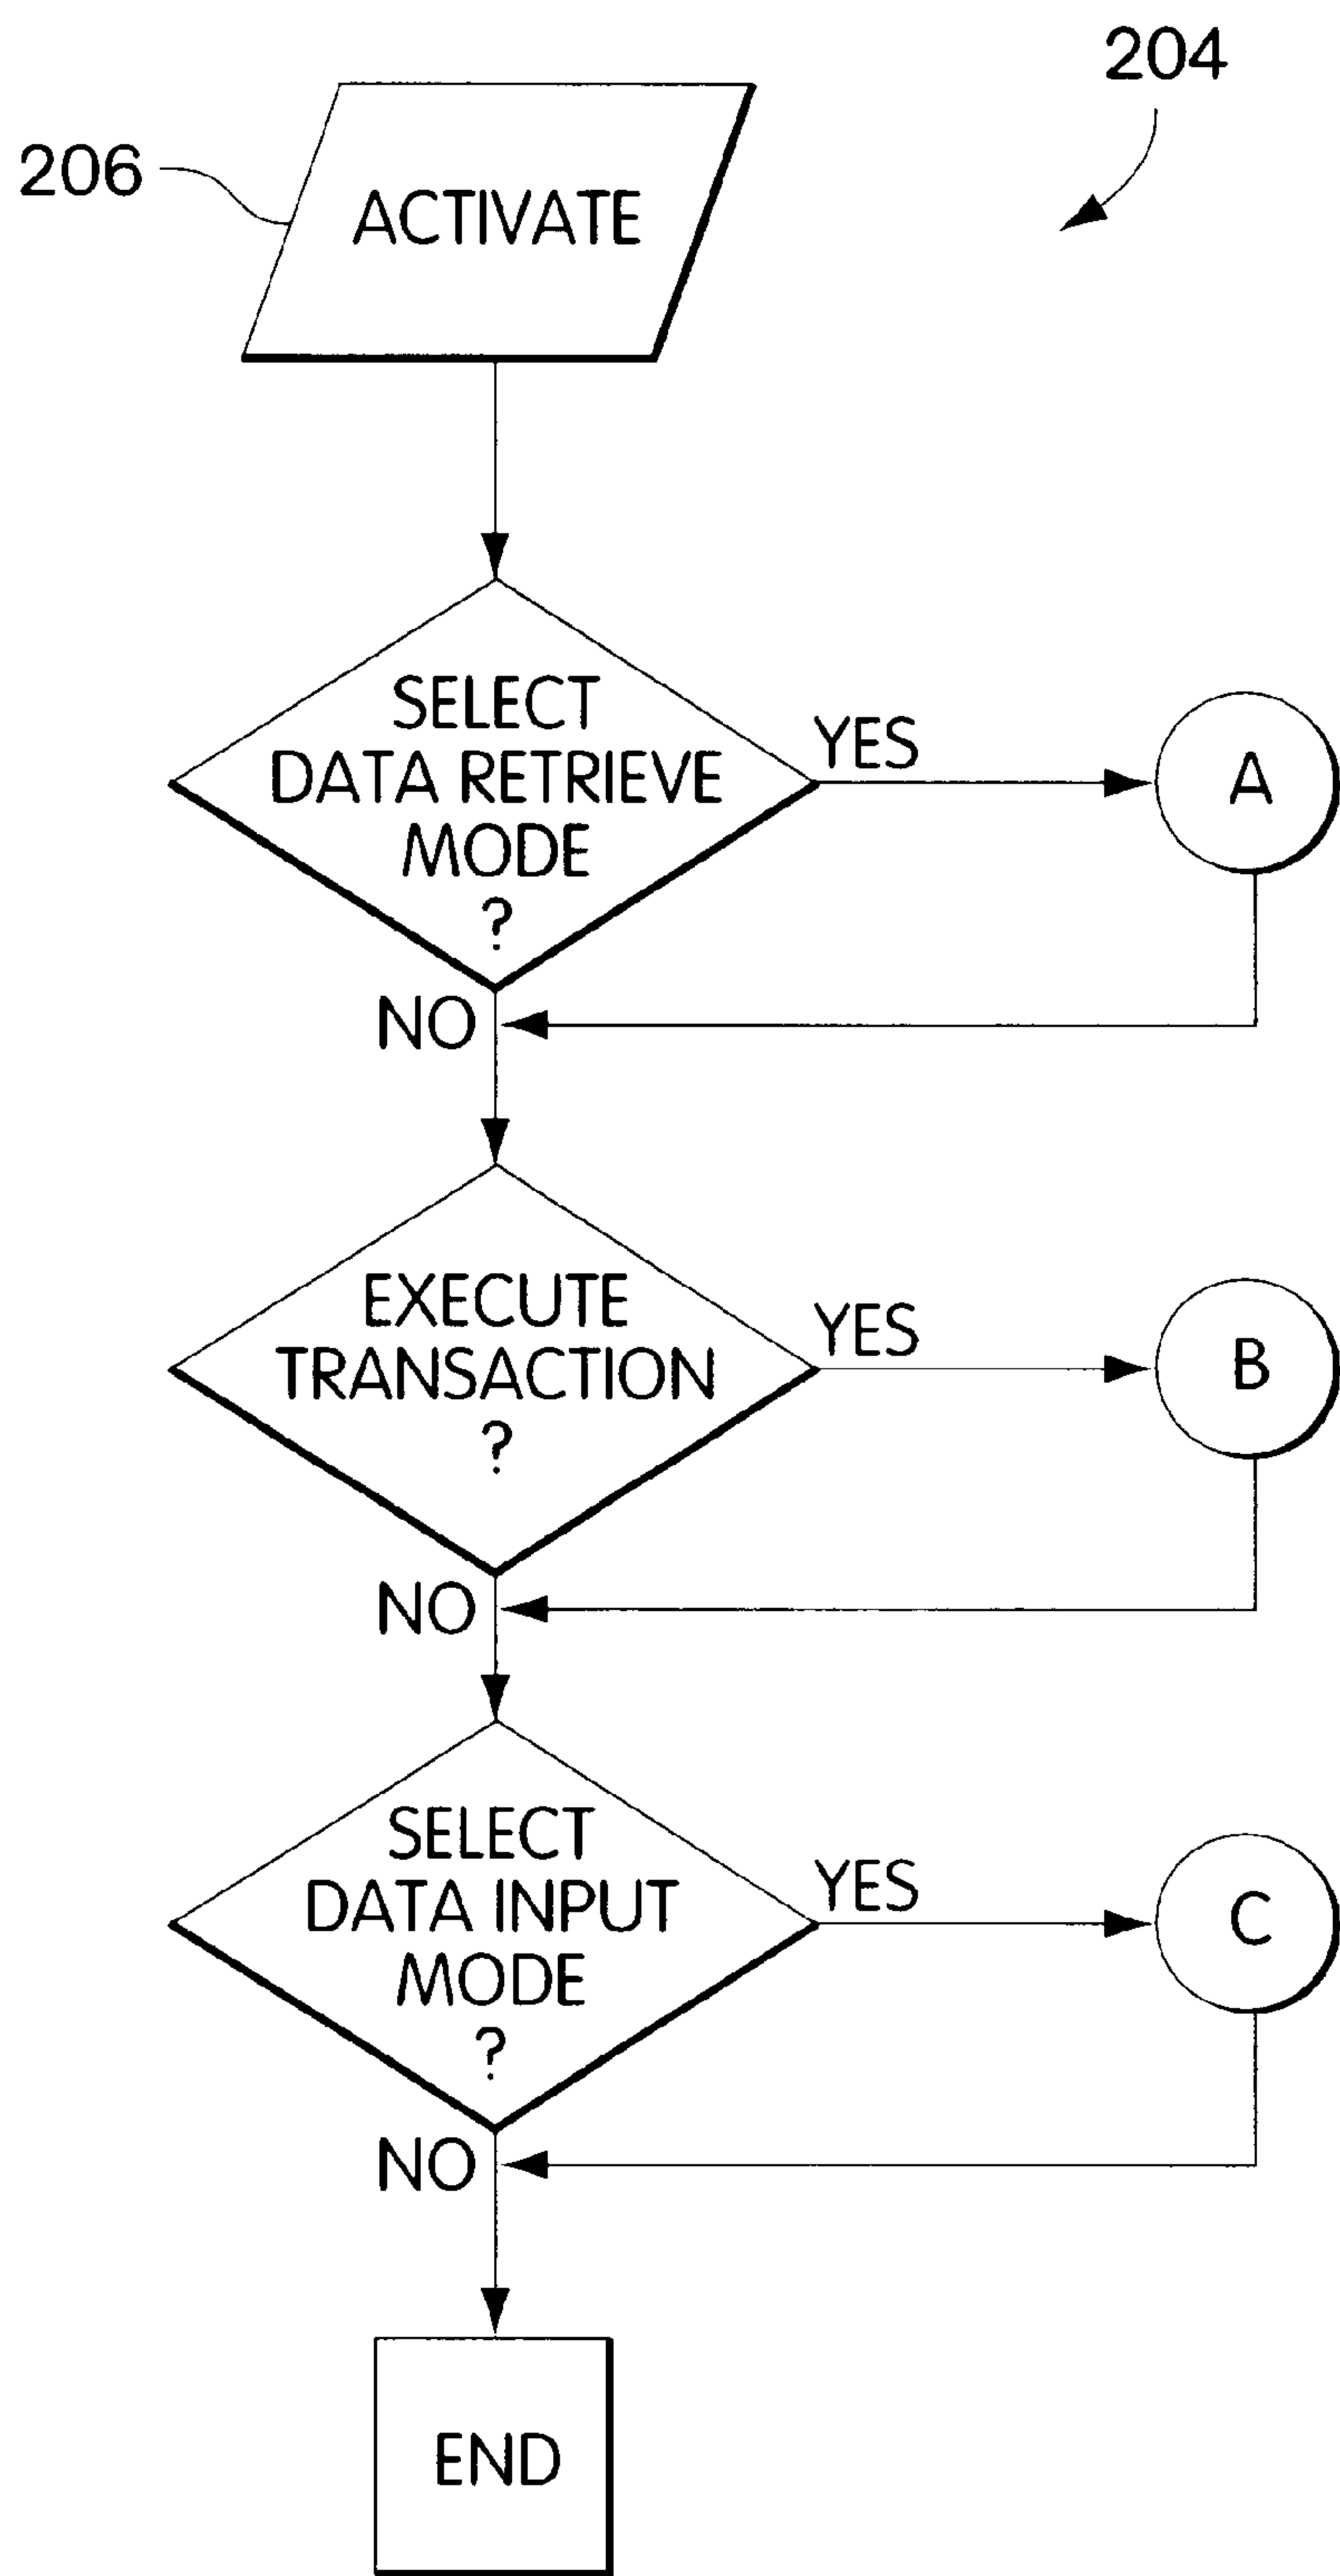 204
206
ACTIVATE
SELECT
DATA RETRIEVE
MODE
?
YES
A
NO
EXECUTE
TRANSACTION
?
YES
B
NO
SELECT
DATA INPUT
MODE
?
YES
C
NO
END